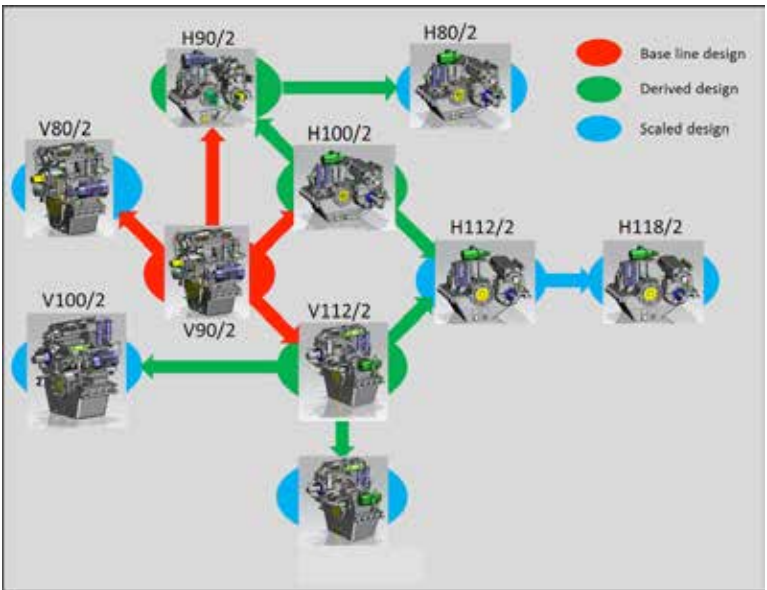 H90/2
H80/2
Base line design
Derived design
Scaled design
V80/2
H100/2
H112/2
H118/2
V100/2
V90/2
V112/2